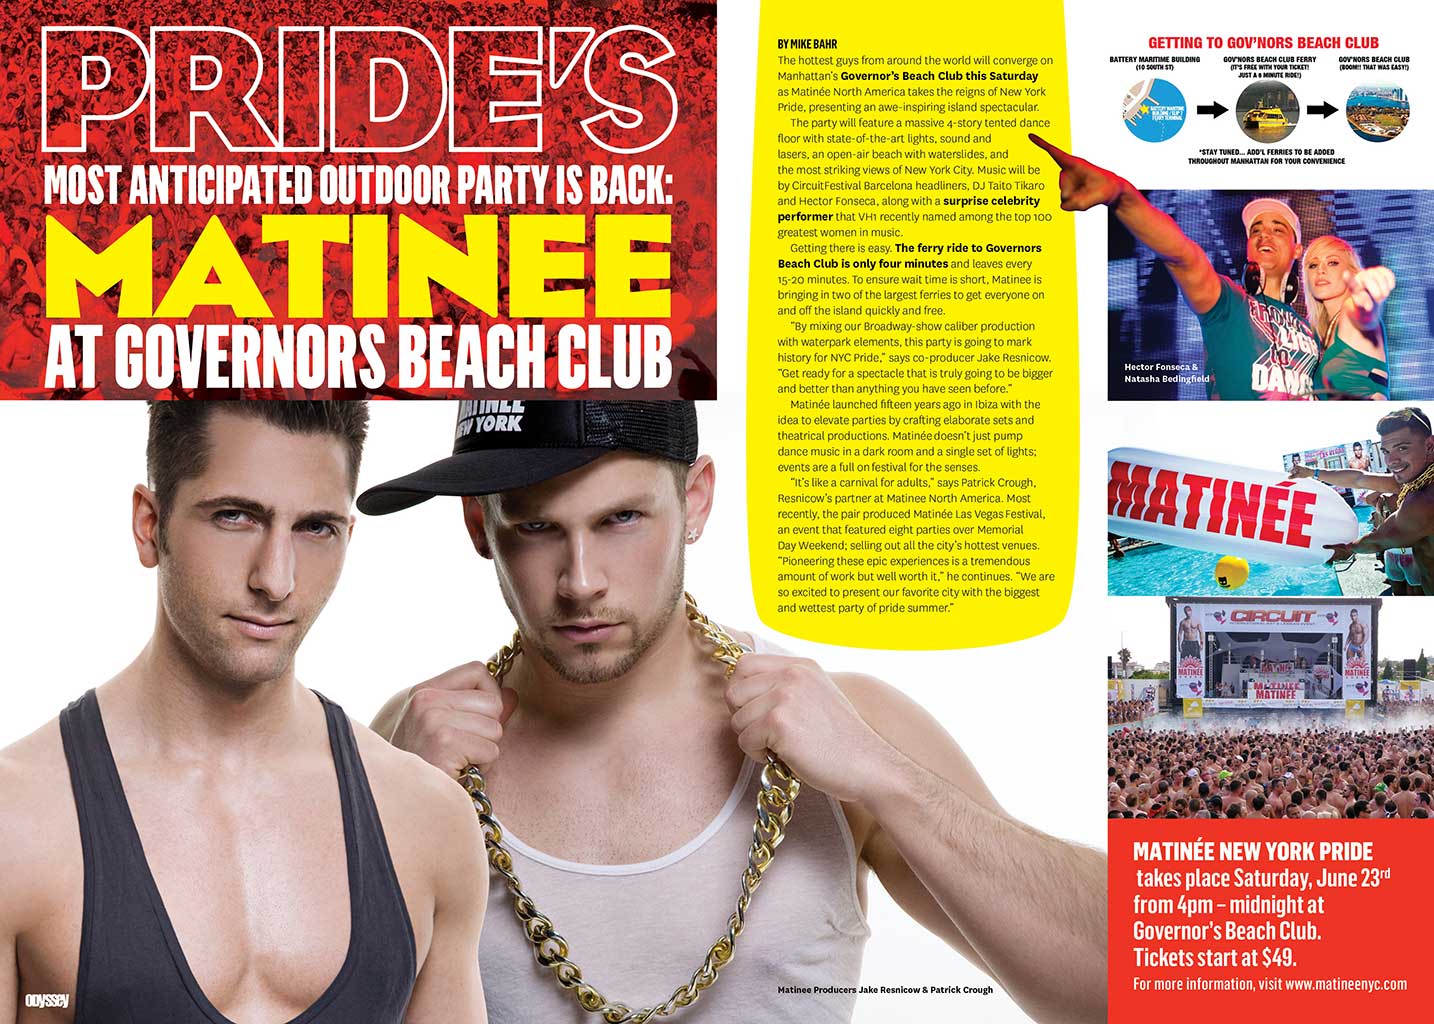 PRIDE'S
MOST ANTICIPATED OUTDOOR PARTY IS BACK:
MATINEE
AT GOVERNORS BEACH CLUB
MATINEE
NEW YORK
ODYSSEY
BY MIKE BAHR
The hottest guys from around the world will converge on
Manhattan's Governor's Beach Club this Saturday
as Matinée North America takes the reigns of New York
Pride, presenting an awe-inspiring island spectacular.
The party will feature a massive 4-story tented dance
floor with state-of-the-art lights, sound and
lasers, an open-air beach with waterslides, and
the most striking views of New York City. Music will be
by CircuitFestival Barcelona headliners, DJ Taito Tikaro
and Hector Fonseca, along with a surprise celebrity
performer that VH1 recently named among the top 100
greatest women in music.
Getting there is easy. The ferry ride to Governors
Beach Club is only four minutes and leaves every
15-20 minutes. To ensure wait time is short, Matinee is
bringing in two of the largest ferries to get everyone on
and off the island quickly and free.
"By mixing our Broadway-show caliber production
with waterpark elements, this party is going to mark
history for NYC Pride," says co-producer Jake Resnicow.
"Get ready for a spectacle that is truly going to be bigger
and better than anything you have seen before."
Matinée launched fifteen years ago in Ibiza with the
idea to elevate parties by crafting elaborate sets and
theatrical productions. Matinée doesn't just pump
dance music in a dark room and a single set of lights;
events are a full on festival for the senses.
"It's like a carnival for adults," says Patrick Crough,
Resnicow's partner at Matinee North America. Most
recently, the pair produced Matinée Las Vegas Festival,
an event that featured eight parties over Memorial
Day Weekend; selling out all the city's hottest venues.
"Pioneering these epic experiences is a tremendous
amount of work but well worth it," he continues. "We are
so excited to present our favorite city with the biggest
and wettest party of pride summer."
Matinee Producers Jake Resnicow & Patrick Crough
GETTING TO GOV'NORS BEACH CLUB
BATTERY MARITIME BUILDING
(10 SOUTH ST)
BATTERY MARITIME
BUILDING / SLIP 7
FERRY TERMINAL
GOV'NORS BEACH CLUB FERRY
(IT'S FREE WITH YOUR TICKET!
JUST A 8 MINUTE RIDE!)
GOV'NORS BEACH CLUB
(BOOM!! THAT WAS EASY!)
*STAY TUNED... ADD'L FERRIES TO BE ADDED
THROUGHOUT MANHATTAN FOR YOUR CONVENIENCE
DANC
Hector Fonseca &
Natasha Bedingfield
LAS VEGAS
MATINÉE
CIRCUIT
MATINÉE
MATINÉE
MATINÉE
MATINÉE
MATINÉE NEW YORK PRIDE
takes place Saturday, June 23rd
from 4pm – midnight at
Governor's Beach Club.
Tickets start at $49.
For more information, visit www.matineenyc.com